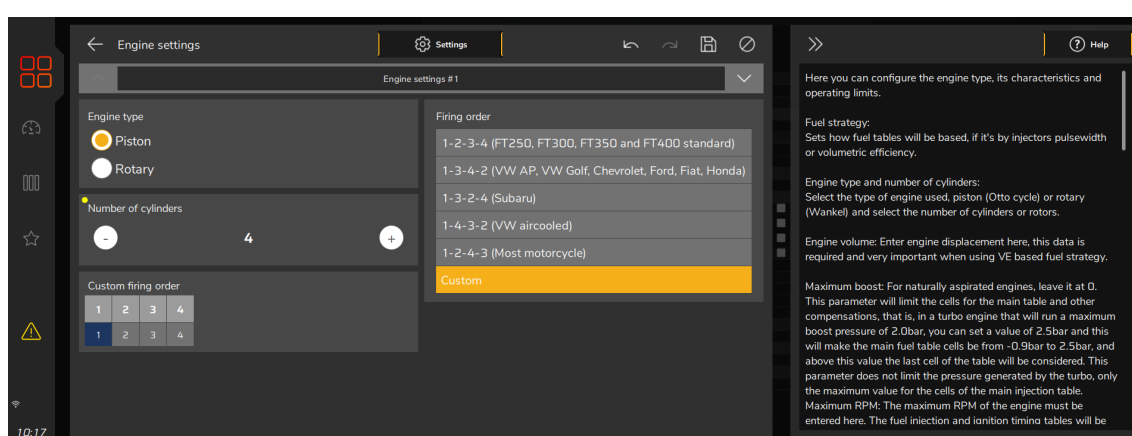 Engine settings
Settings
Help
Engine settings #1
Engine type
Piston
Rotary
Number of cylinders
-
4
+
Custom firing order
1 2 3 4
1 2 3 4
Firing order
1-2-3-4 (FT250, FT300, FT350 and FT400 standard)
1-3-4-2 (VW AP, VW Golf, Chevrolet, Ford, Fiat, Honda)
1-3-2-4 (Subaru)
1-4-3-2 (VW aircooled)
1-2-4-3 (Most motorcycle)
Custom
Here you can configure the engine type, its characteristics and
operating limits.
Fuel strategy:
Sets how fuel tables will be based, if it's by injectors pulsewidth
or volumetric efficiency.
Engine type and number of cylinders:
Select the type of engine used, piston (Otto cycle) or rotary
(Wankel) and select the number of cylinders or rotors.
Engine volume: Enter engine displacement here, this data is
required and very important when using VE based fuel strategy.
Maximum boost: For naturally aspirated engines, leave it at 0.
This parameter will limit the cells for the main table and other
compensations, that is, in a turbo engine that will run a maximum
boost pressure of 2.0bar, you can set a value of 2.5bar and this
will make the main fuel table cells be from -0.9bar to 2.5bar, and
above this value the last cell of the table will be considered. This
parameter does not limit the pressure generated by the turbo, only
the maximum value for the cells of the main injection table.
Maximum RPM: The maximum RPM of the engine must be
entered here. The fuel injection and ignition timing tables will be
10:17